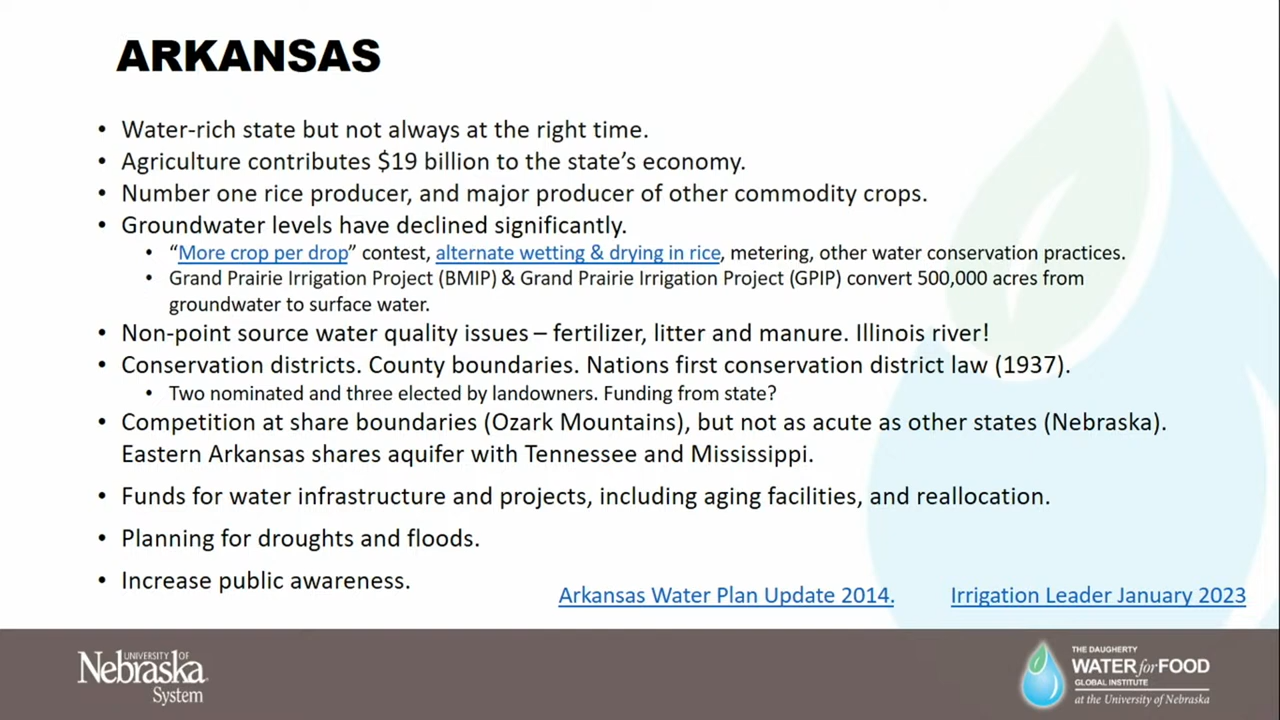 ARKANSAS
• Water-rich state but not always at the right time.
• Agriculture contributes $19 billion to the state's economy.
• Number one rice producer, and major producer of other commodity crops.
• Groundwater levels have declined significantly.
• “More crop per drop” contest, alternate wetting & drying in rice, metering, other water conservation practices.
• Grand Prairie Irrigation Project (BMIP) & Grand Prairie Irrigation Project (GPIP) convert 500,000 acres from
groundwater to surface water.
• Non-point source water quality issues – fertilizer, litter and manure. Illinois river!
• Conservation districts. County boundaries. Nations first conservation district law (1937).
• Two nominated and three elected by landowners. Funding from state?
• Competition at share boundaries (Ozark Mountains), but not as acute as other states (Nebraska).
Eastern Arkansas shares aquifer with Tennessee and Mississippi.
• Funds for water infrastructure and projects, including aging facilities, and reallocation.
• Planning for droughts and floods.
• Increase public awareness.
Arkansas Water Plan Update 2014.
Irrigation Leader January 2023
UNIVERSITY OF
Nebraska
System
THE DAUGHERTY
WATER for FOOD
GLOBAL INSTITUTE
at the University of Nebraska